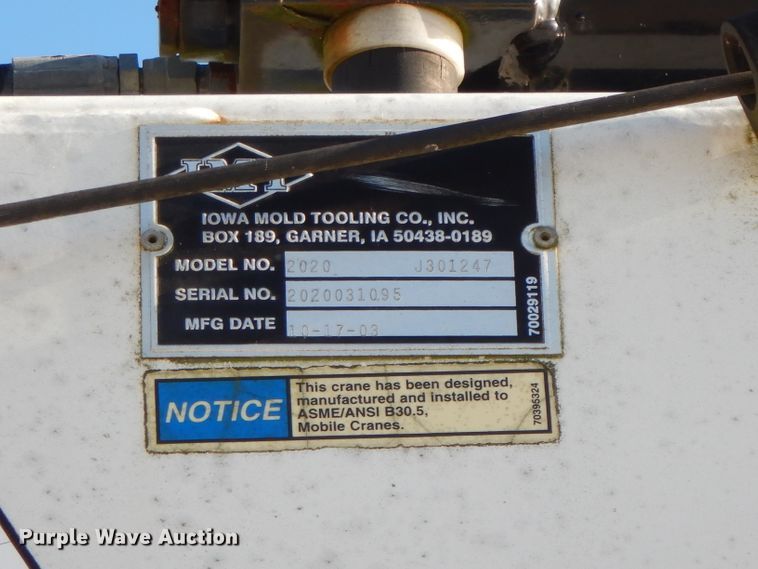 IMT
IOWA MOLD TOOLING CO., INC.
BOX 189, GARNER, IA 50438-0189
MODEL NO. 2020 J301247
SERIAL NO. 2020031095
MFG DATE 10-17-03
70029119
NOTICE
This crane has been designed,
manufactured and installed to
ASME/ANSI B30.5,
Mobile Cranes.
70395324
Purple Wave Auction